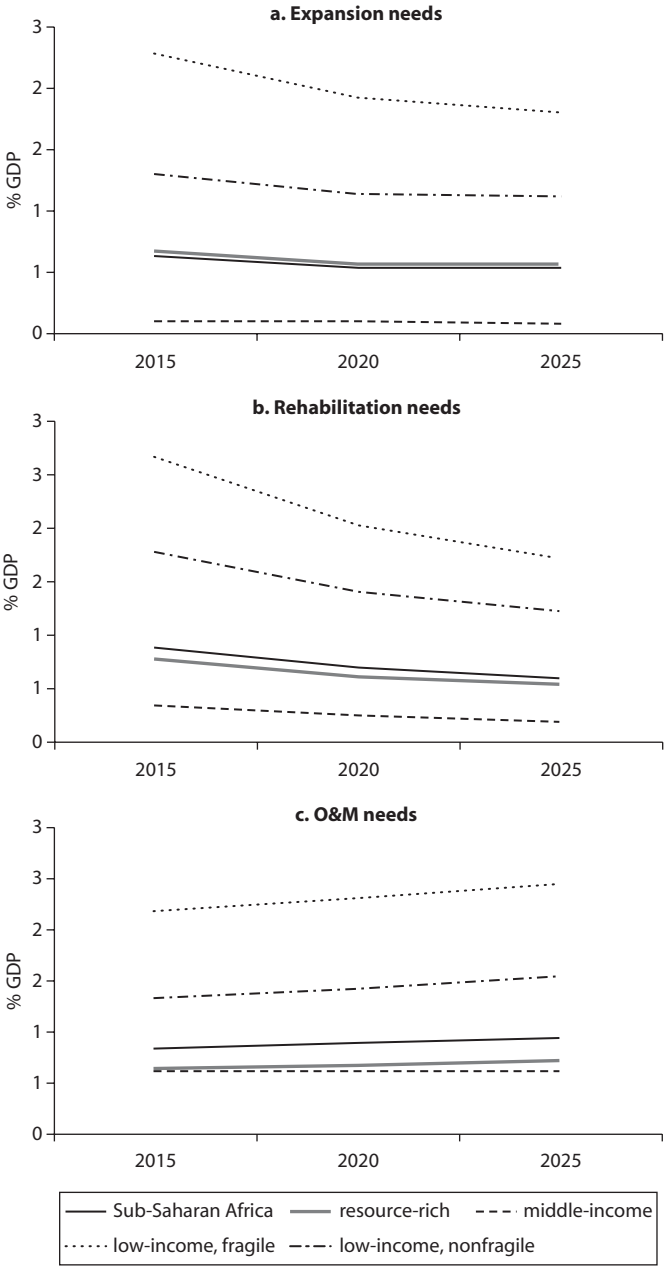 a. Expansion needs
3
2
2
1
1
0
% GDP
2015 2020 2025
b. Rehabilitation needs
3
3
2
2
1
1
0
% GDP
2015 2020 2025
c. O&M needs
3
3
2
2
1
1
0
% GDP
2015 2020 2025
Sub-Saharan Africa resource-rich middle-income
low-income, fragile low-income, nonfragile